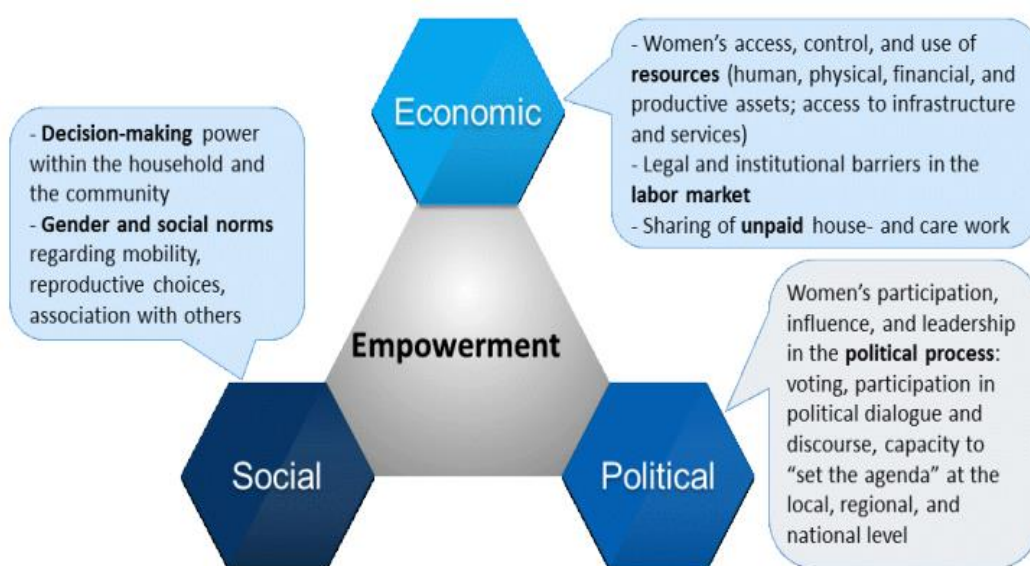 Economic
- Women's access, control, and use of
resources (human, physical, financial, and
productive assets; access to infrastructure
and services)
- Legal and institutional barriers in the
labor market
- Sharing of unpaid house- and care work
- Decision-making power
within the household and
the community
- Gender and social norms
regarding mobility,
reproductive choices,
association with others
Empowerment
Women's participation,
influence, and leadership
in the political process:
voting, participation in
political dialogue and
discourse, capacity to
“set the agenda” at the
local, regional, and
national level
Social
Political